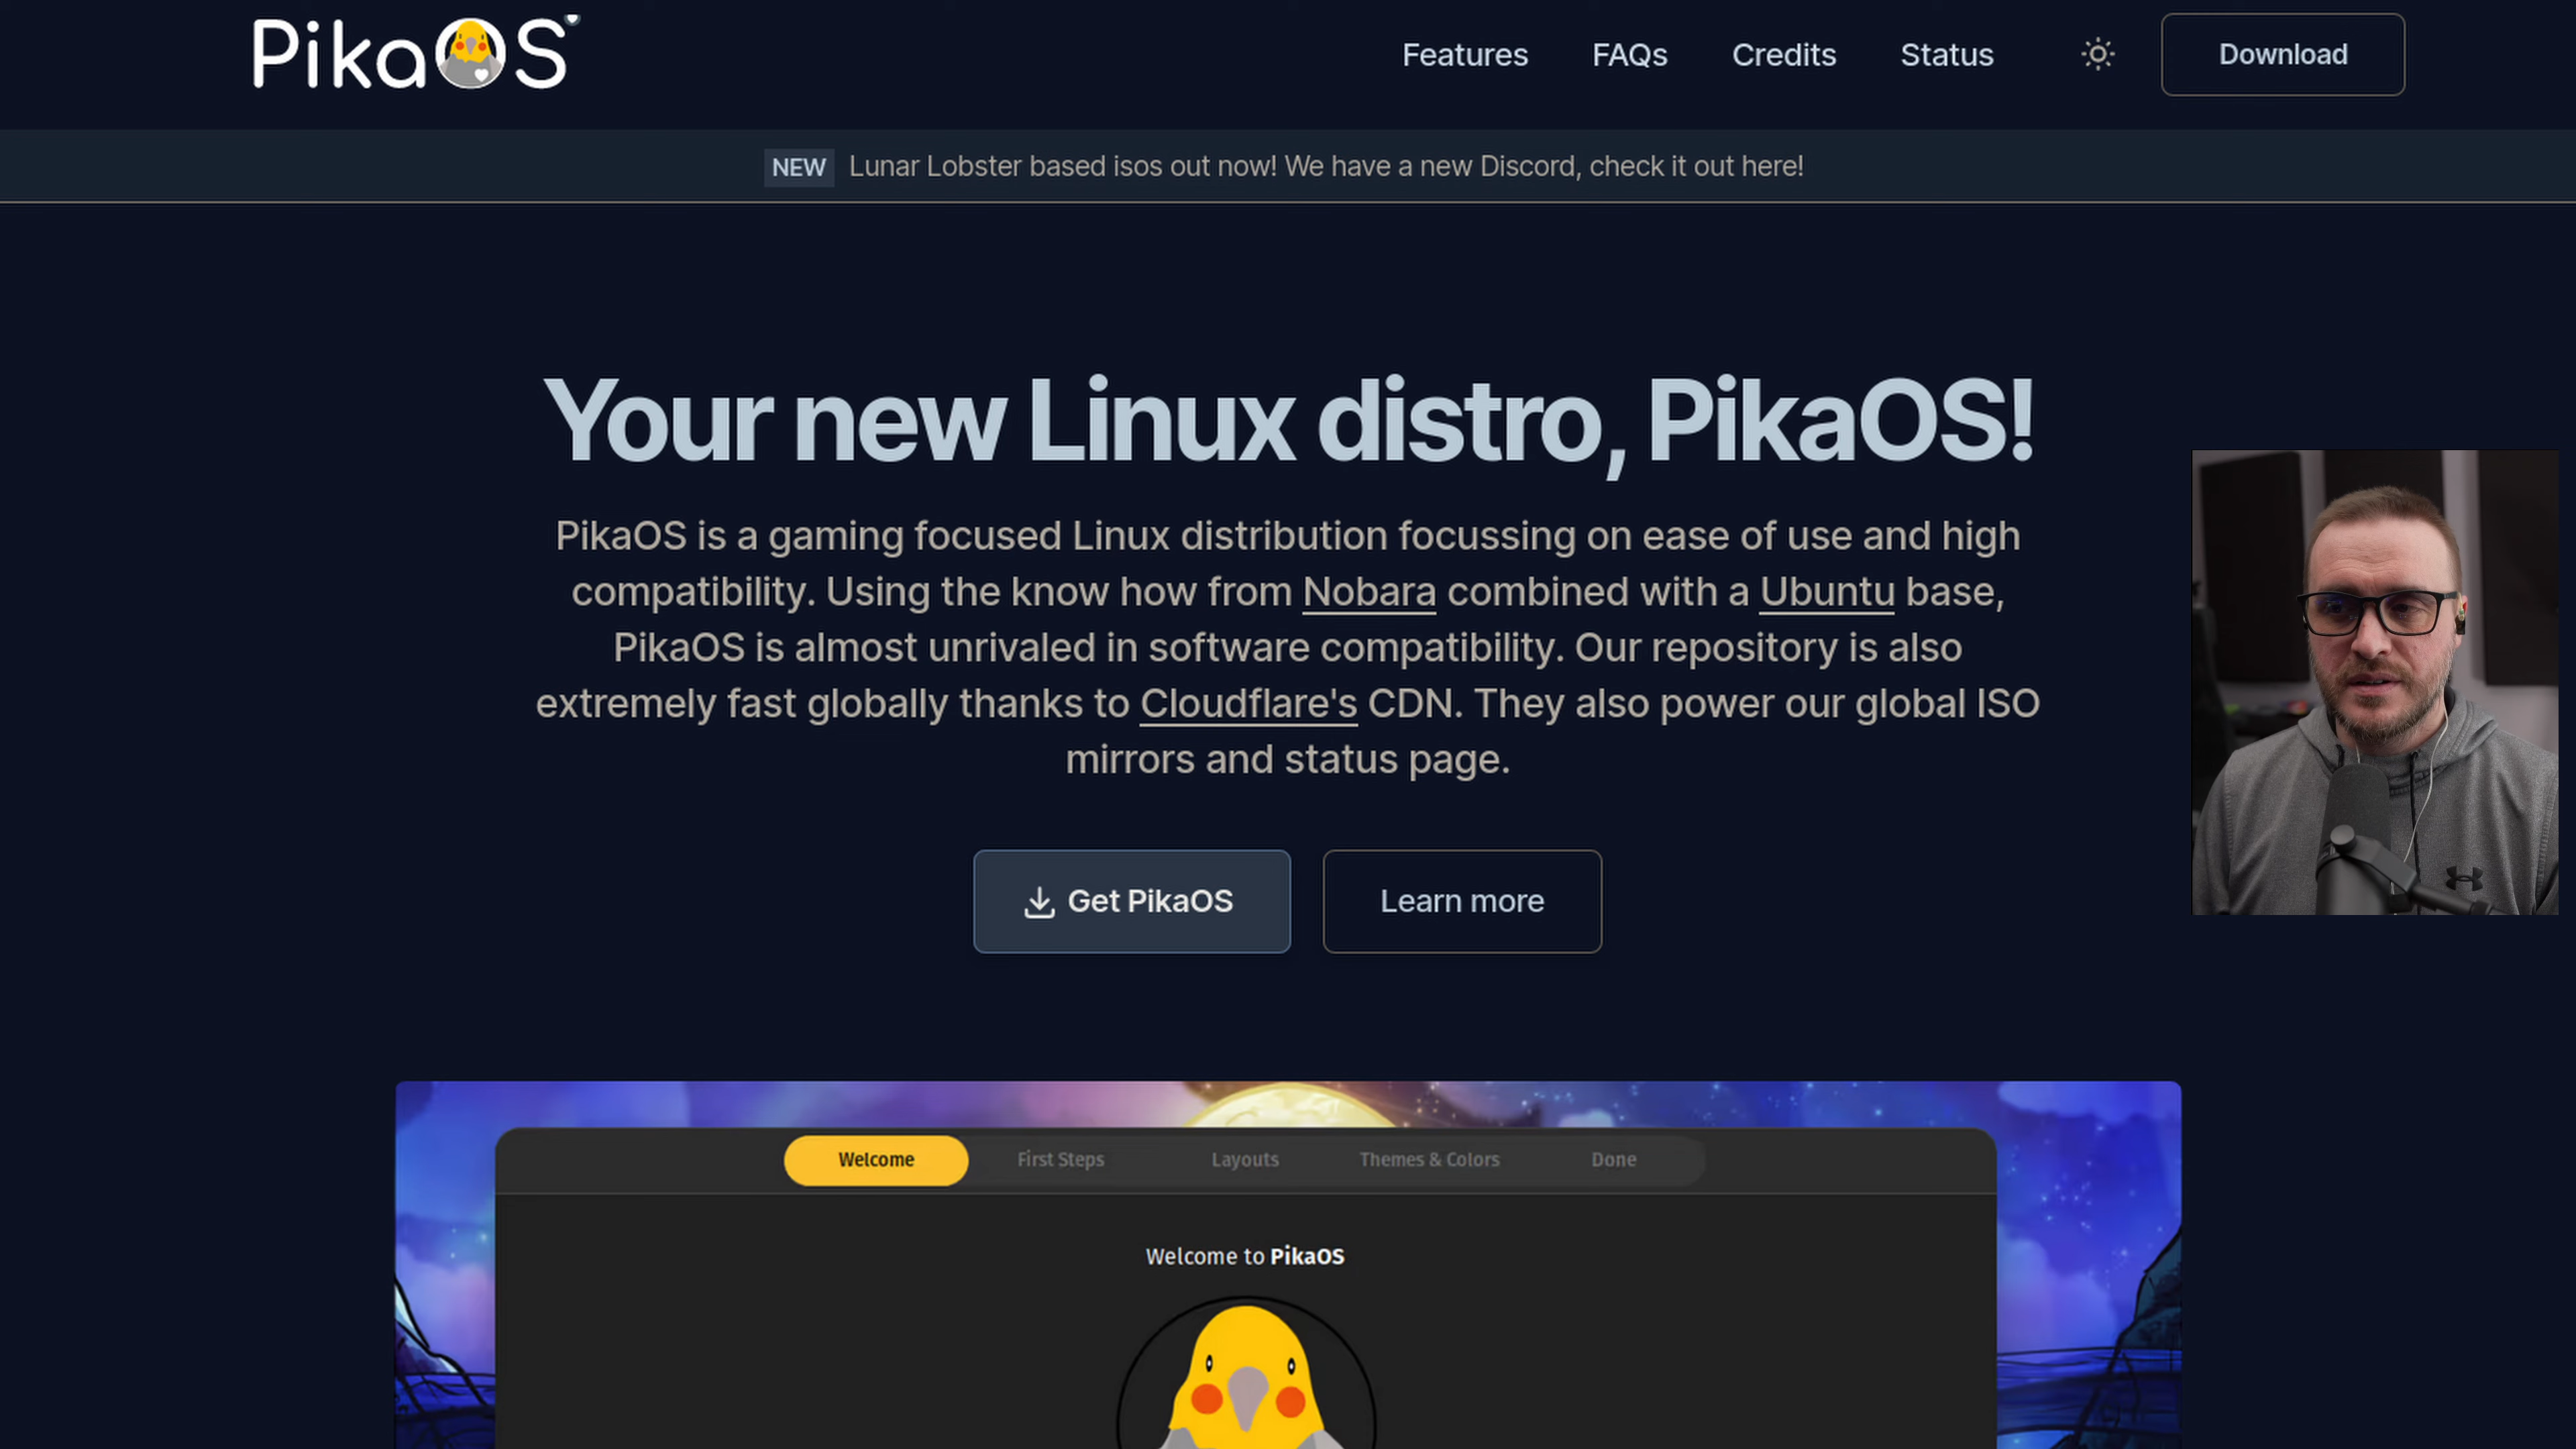 PikaOS
Features
FAQs
Credits
Status
Download
NEW Lunar Lobster based isos out now! We have a new Discord, check it out here!
Your new Linux distro, PikaOS!
PikaOS is a gaming focused Linux distribution focussing on ease of use and high
compatibility. Using the know how from Nobara combined with a Ubuntu base,
PikaOS is almost unrivaled in software compatibility. Our repository is also
extremely fast globally thanks to Cloudflare's CDN. They also power our global ISO
mirrors and status page.
Get PikaOS
Learn more
Welcome
First Steps
Layouts
Themes & Colors
Done
Welcome to PikaOS